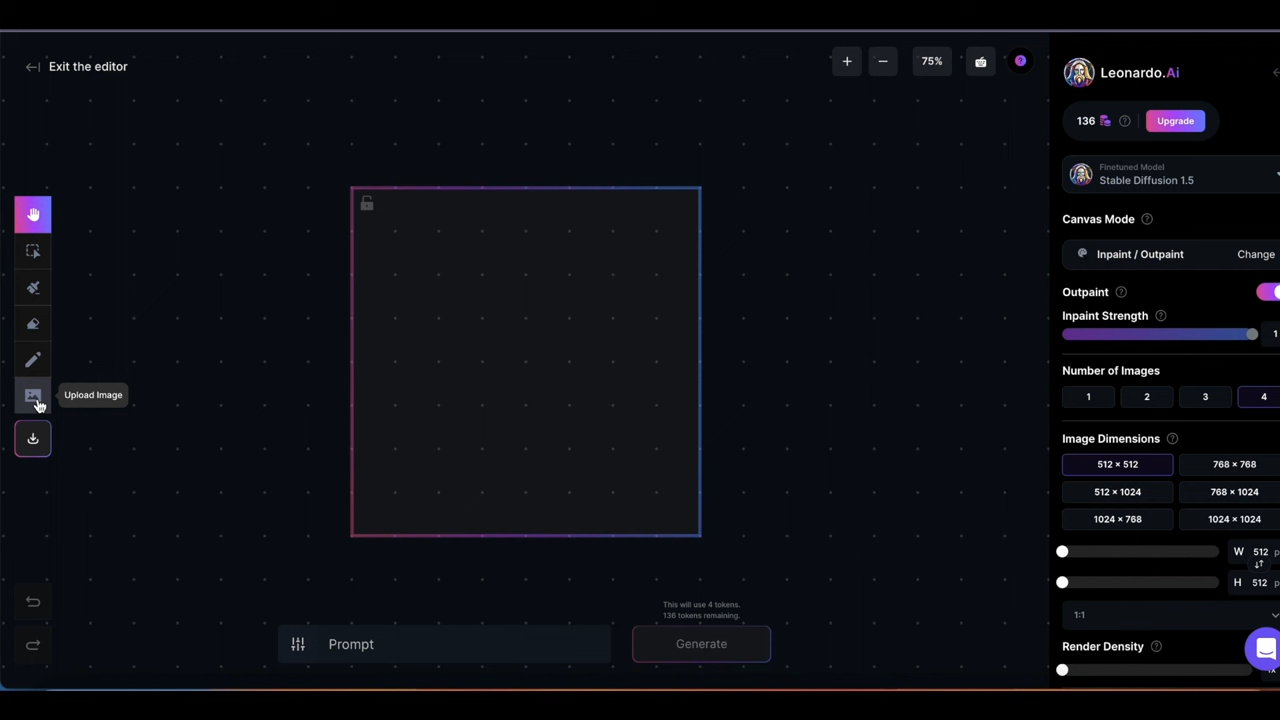 Exit the editor
75%
Leonardo.Ai
136
Upgrade
Finetuned Model
Stable Diffusion 1.5
Canvas Mode
Inpaint / Outpaint
Change
Outpaint
Inpaint Strength
1
Number of Images
1
2
3
4
Upload Image
Image Dimensions
512 × 512
768 × 768
512 × 1024
768 × 1024
1024 × 768
1024 × 1024
W 512 p
H 512 p
1:1
This will use 4 tokens.
136 tokens remaining.
Prompt
Generate
Render Density